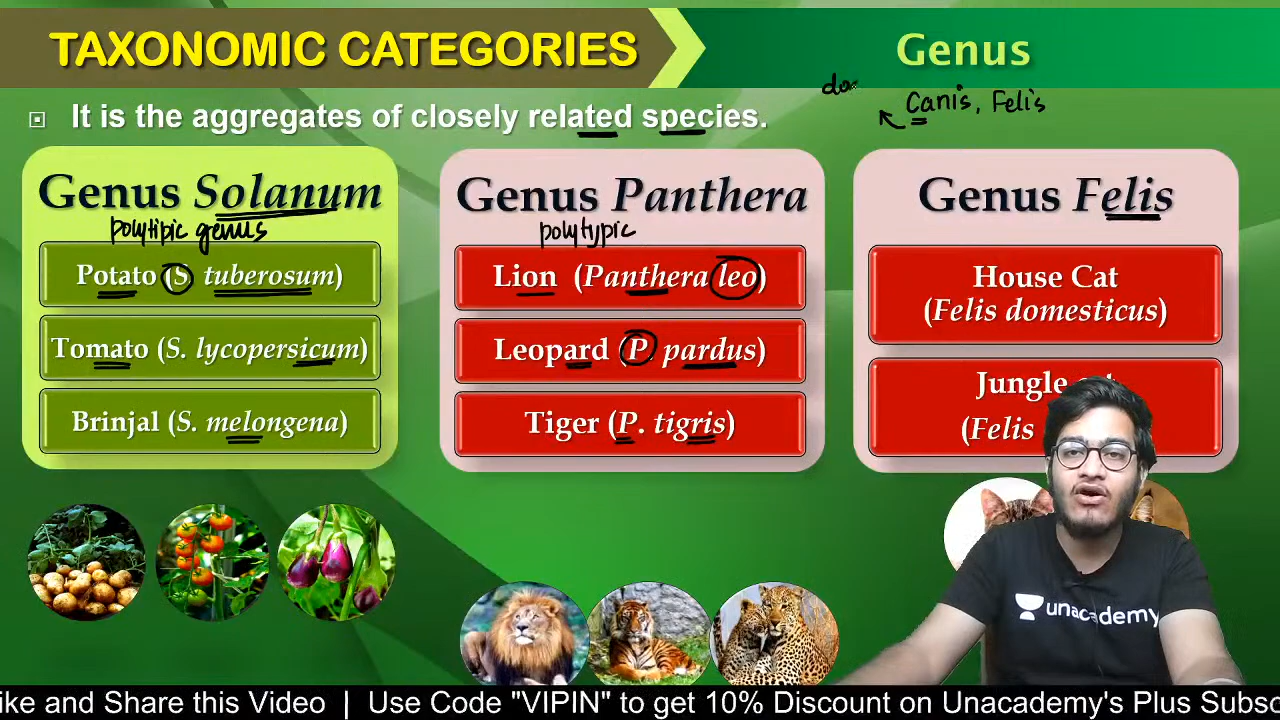 TAXONOMIC CATEGORIES
Genus
Canis, Felis
It is the aggregates of closely related species.
Genus Solanum
polytipic genus
Potato (S. tuberosum)
Tomato (S. lycopersicum)
Brinjal (S. melongena)
Genus Panthera
polytypic
Lion (Panthera leo)
Leopard (P. pardus)
Tiger (P. tigris)
Genus Felis
House Cat
(Felis domesticus)
Jungle
(Felis
unacademy
ike and Share this Video | Use Code "VIPIN" to get 10% Discount on Unacademy's Plus Subsc